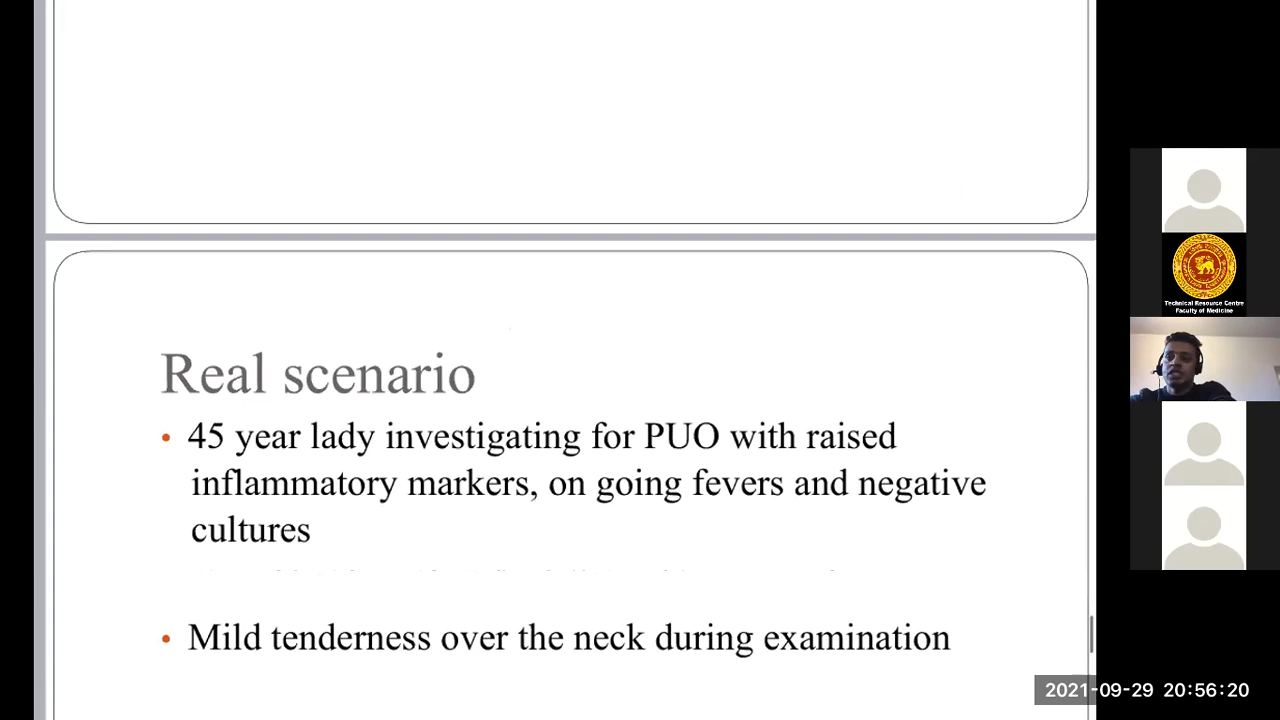 Real scenario
• 45 year lady investigating for PUO with raised
inflammatory markers, on going fevers and negative
cultures
• Mild tenderness over the neck during examination
Technical Resource Centre
Faculty of Medicine
2021-09-29 20:56:20